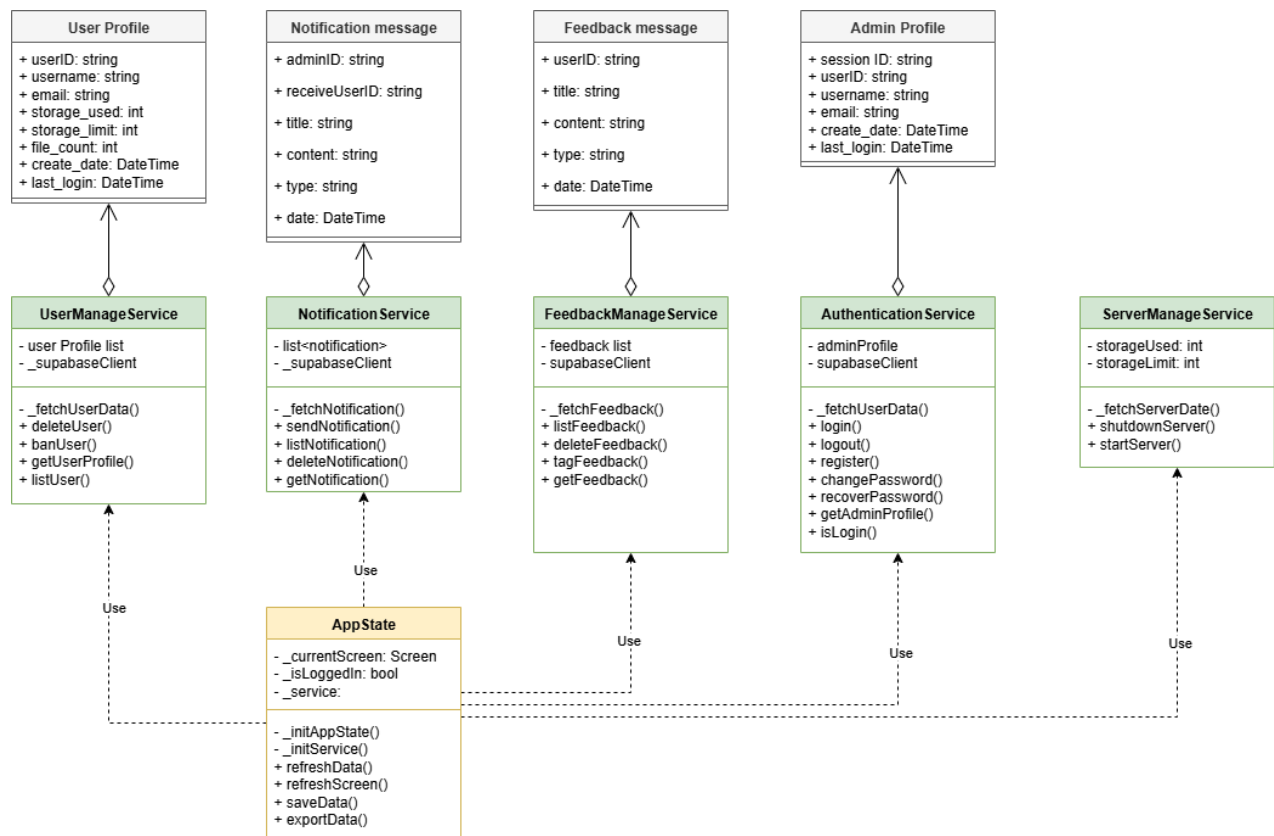 User Profile
+ userID: string
+ username: string
+ email: string
+ storage_used: int
+ storage_limit: int
+ file_count: int
+ create_date: DateTime
+ last_login: DateTime
Notification message
+ adminID: string
+ receiveUserID: string
+ title: string
+ content: string
+ type: string
+ date: DateTime
Feedback message
+ userID: string
+ title: string
+ content: string
+ type: string
+ date: DateTime
Admin Profile
+ session ID: string
+ userID: string
+ username: string
+ email: string
+ create_date: DateTime
+ last_login: DateTime
UserManageService
- user Profile list
- _supabaseClient
- _fetchUserData()
+ deleteUser()
+ banUser()
+ getUserProfile()
+ listUser()
NotificationService
- list<notification>
- _supabaseClient
- _fetchNotification()
+ sendNotification()
+ listNotification()
+ deleteNotification()
+ getNotification()
FeedbackManageService
- feedback list
- supabaseClient
- _fetchFeedback()
+ listFeedback()
+ deleteFeedback()
+ tagFeedback()
+ getFeedback()
AuthenticationService
- adminProfile
- supabaseClient
- _fetchUserData()
+ login()
+ logout()
+ register()
+ changePassword()
+ recoverPassword()
+ getAdminProfile()
+ isLogin()
ServerManageService
- storageUsed: int
- storageLimit: int
- _fetchServerDate()
+ shutdownServer()
+ startServer()
Use
Use
Use
Use
Use
AppState
- _currentScreen: Screen
- _isLoggedIn: bool
- _service:
- _initAppState()
- _initService()
+ refreshData()
+ refreshScreen()
+ saveData()
+ exportData()